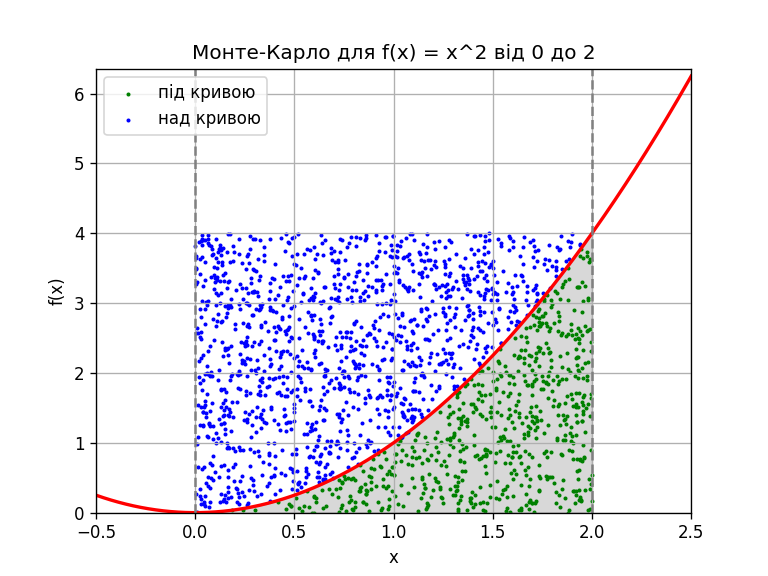 Монте-Карло для f(x) = x^2 від 0 до 2
під кривою
над кривою
f(x)
6
5
4
3
2
1
0
−0.5 0.0 0.5 1.0 1.5 2.0 2.5
x